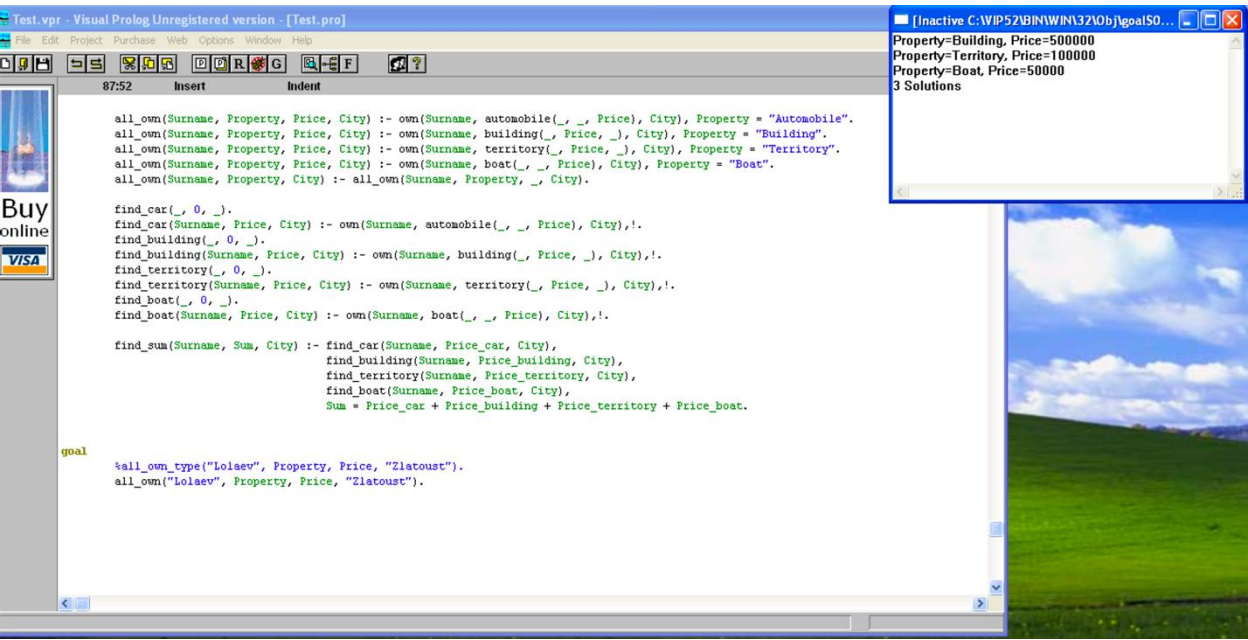 Test.vpr - Visual Prolog Unregistered version - [Test.pro]
File Edit Project Purchase Web Options Window Help
P P R G F ?
87:52 Insert Indent
all_own(Surname, Property, Price, City) :- own(Surname, automobile(_, _, Price), City), Property = "Automobile".
all_own(Surname, Property, Price, City) :- own(Surname, building(_, Price, _), City), Property = "Building".
all_own(Surname, Property, Price, City) :- own(Surname, territory(_, Price, _), City), Property = "Territory".
all_own(Surname, Property, Price, City) :- own(Surname, boat(_, _, Price), City), Property = "Boat".
all_own(Surname, Property, City) :- all_own(Surname, Property, _, City).
find_car(_, 0, _).
find_car(Surname, Price, City) :- own(Surname, automobile(_, _, Price), City),!.
find_building(_, 0, _).
find_building(Surname, Price, City) :- own(Surname, building(_, Price, _), City),!.
find_territory(_, 0, _).
find_territory(Surname, Price, City) :- own(Surname, territory(_, Price, _), City),!.
find_boat(_, 0, _).
find_boat(Surname, Price, City) :- own(Surname, boat(_, _, Price), City),!.
find_sum(Surname, Sum, City) :- find_car(Surname, Price_car, City),
find_building(Surname, Price_building, City),
find_territory(Surname, Price_territory, City),
find_boat(Surname, Price_boat, City),
Sum = Price_car + Price_building + Price_territory + Price_boat.
goal
%all_own_type("Lolaev", Property, Price, "Zlatoust").
all_own("Lolaev", Property, Price, "Zlatoust").
Buy
online
VISA
[Inactive C:\VIP52\BIN\WIN\32\Obj\goal$0...
Property=Building, Price=500000
Property=Territory, Price=100000
Property=Boat, Price=50000
3 Solutions